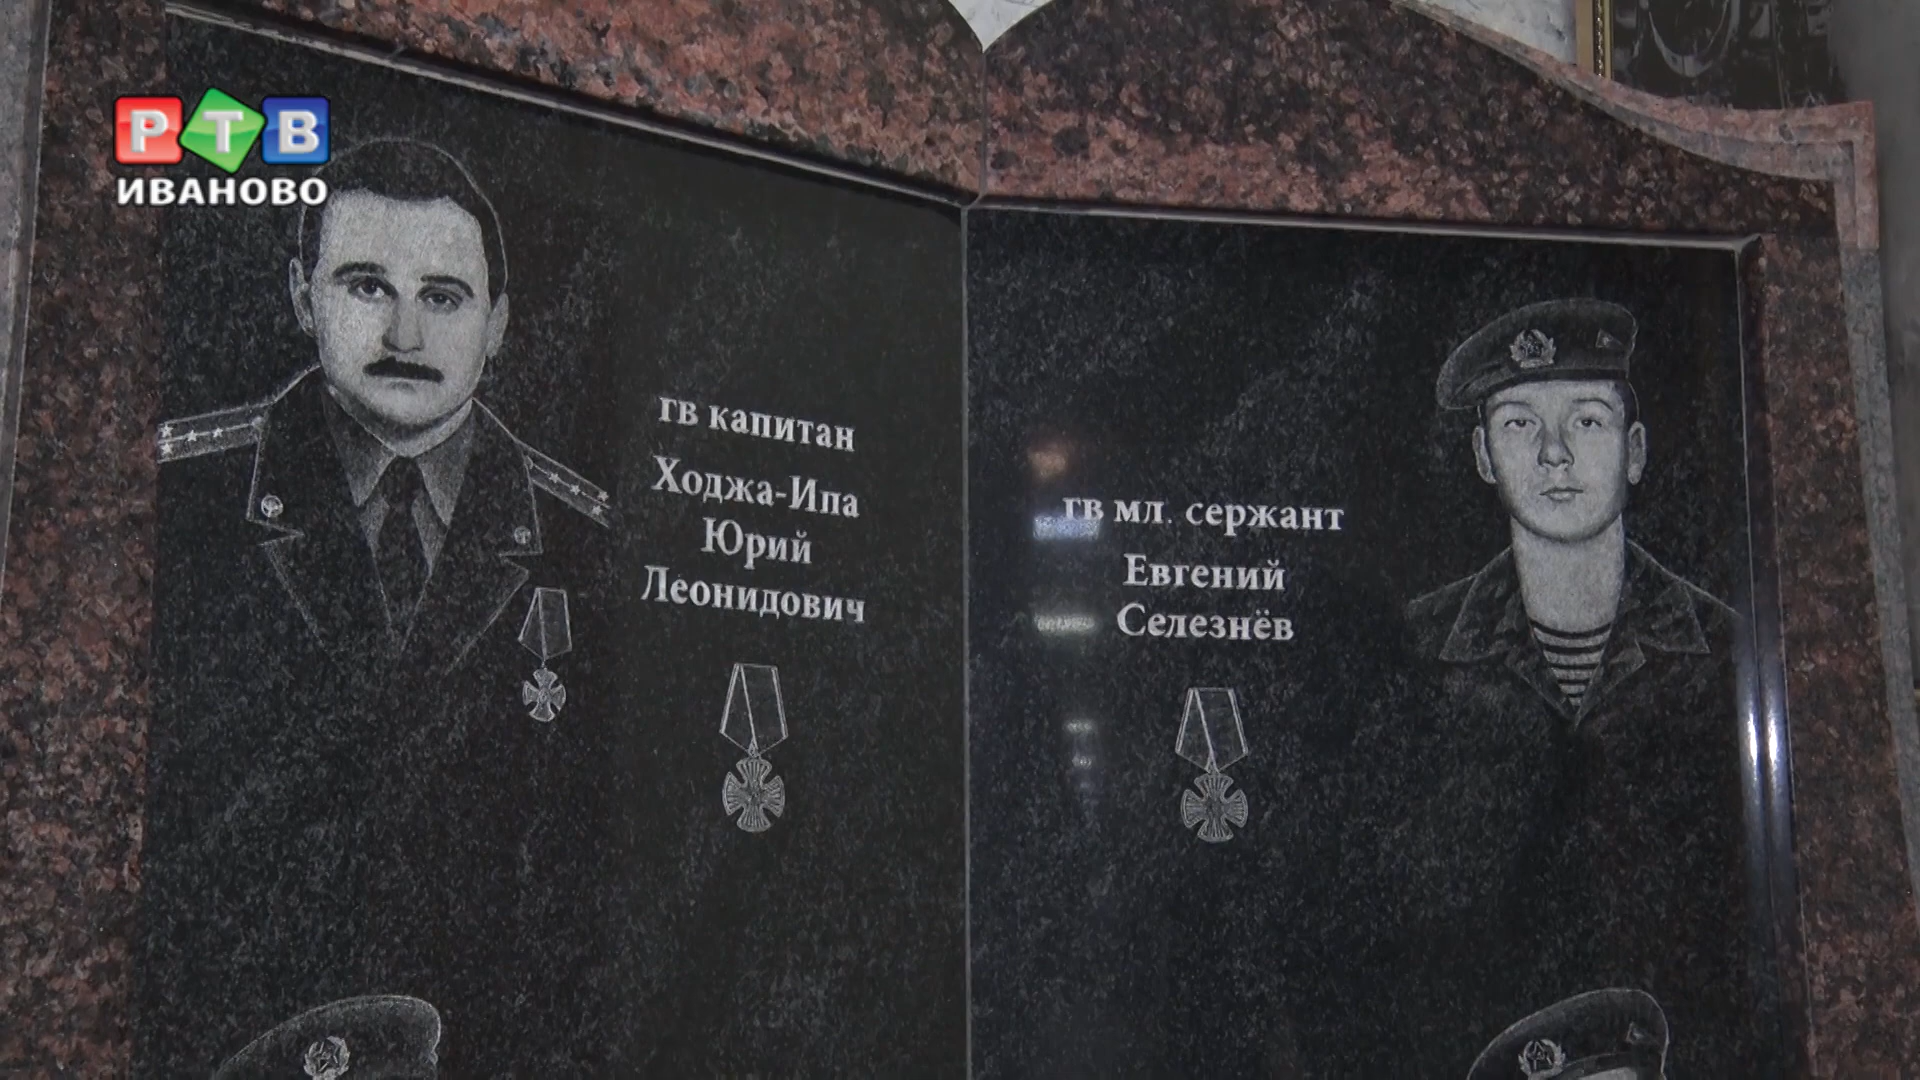 РТВ
ИВАНОВО
гв капитан
Ходжа-Ипа
Юрий
Леонидович
гв мл. сержант
Евгений
Селезнёв